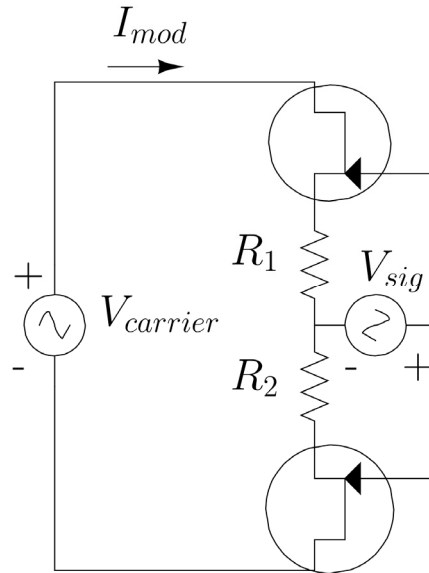 I_mod
R_1
V_sig
+
V_carrier
-
-
+
R_2